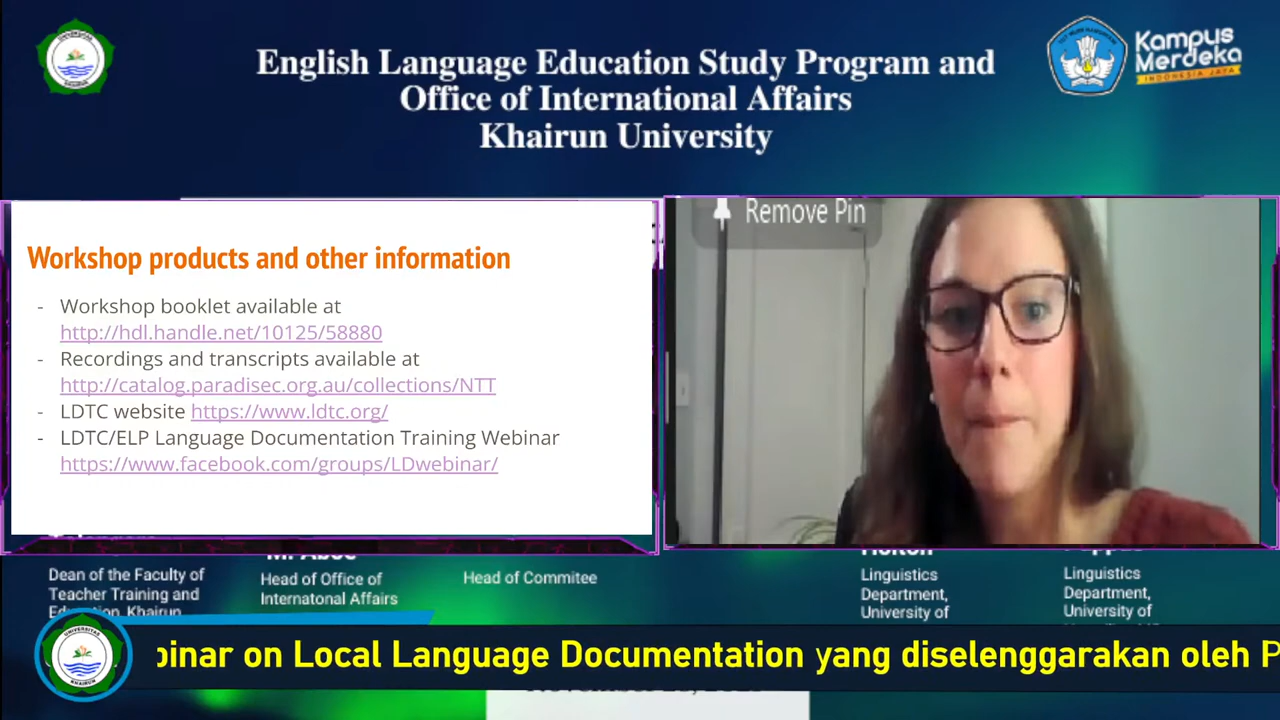 English Language Education Study Program and
Office of International Affairs
Khairun University
Kampus
Merdeka
INDONESIA JAYA
Remove Pin
Workshop products and other information
- Workshop booklet available at
http://hdl.handle.net/10125/58880
- Recordings and transcripts available at
http://catalog.paradisec.org.au/collections/NTT
- LDTC website https://www.ldtc.org/
- LDTC/ELP Language Documentation Training Webinar
https://www.facebook.com/groups/LDwebinar/
Dean of the Faculty of
Teacher Training and
Education, Khairun
Head of Office of
Internatonal Affairs
Head of Commitee
Linguistics
Department,
University of
Linguistics
Department,
University of
UNIVERSITAS
KHAIRUN
binar on Local Language Documentation yang diselenggarakan oleh P